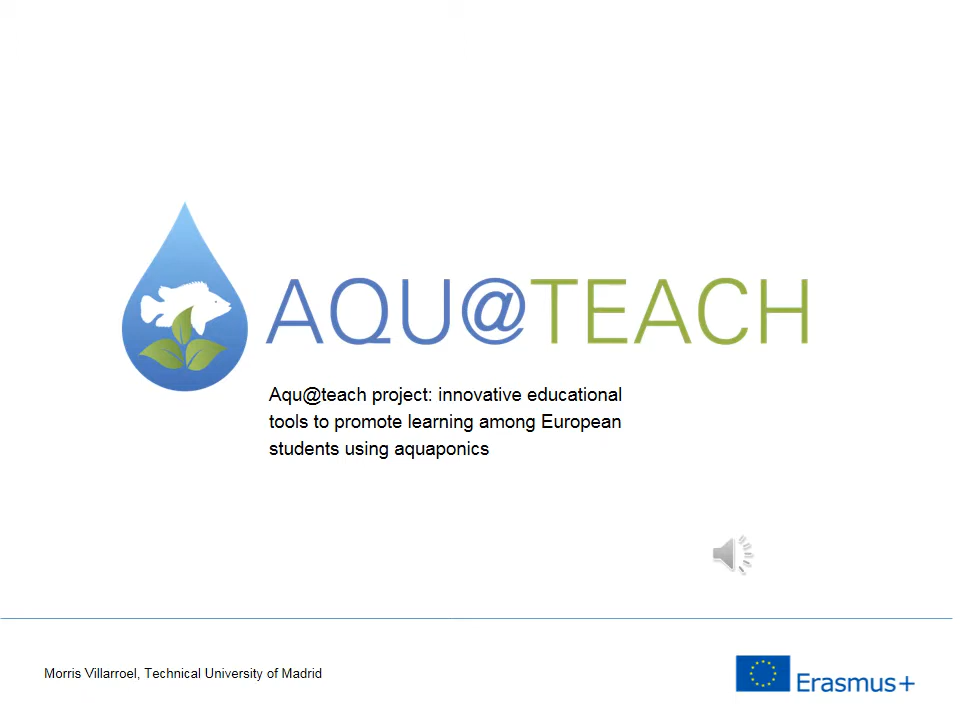 AQU@TEACH
Aqu@teach project: innovative educational
tools to promote learning among European
students using aquaponics
Morris Villarroel, Technical University of Madrid
Erasmus+